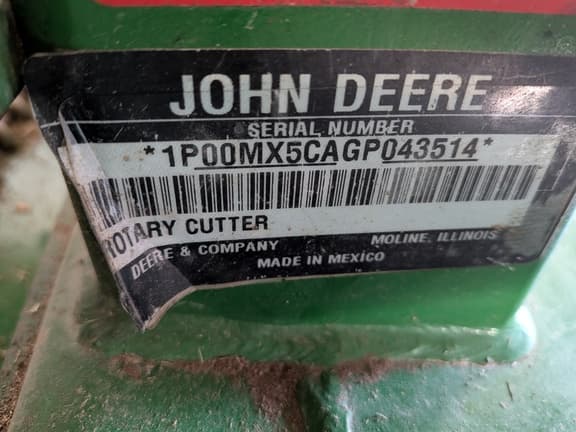 JOHN DEERE
SERIAL NUMBER
*1P00MX5CAGP043514*
ROTARY CUTTER
DEERE & COMPANY MOLINE, ILLINOIS
MADE IN MEXICO